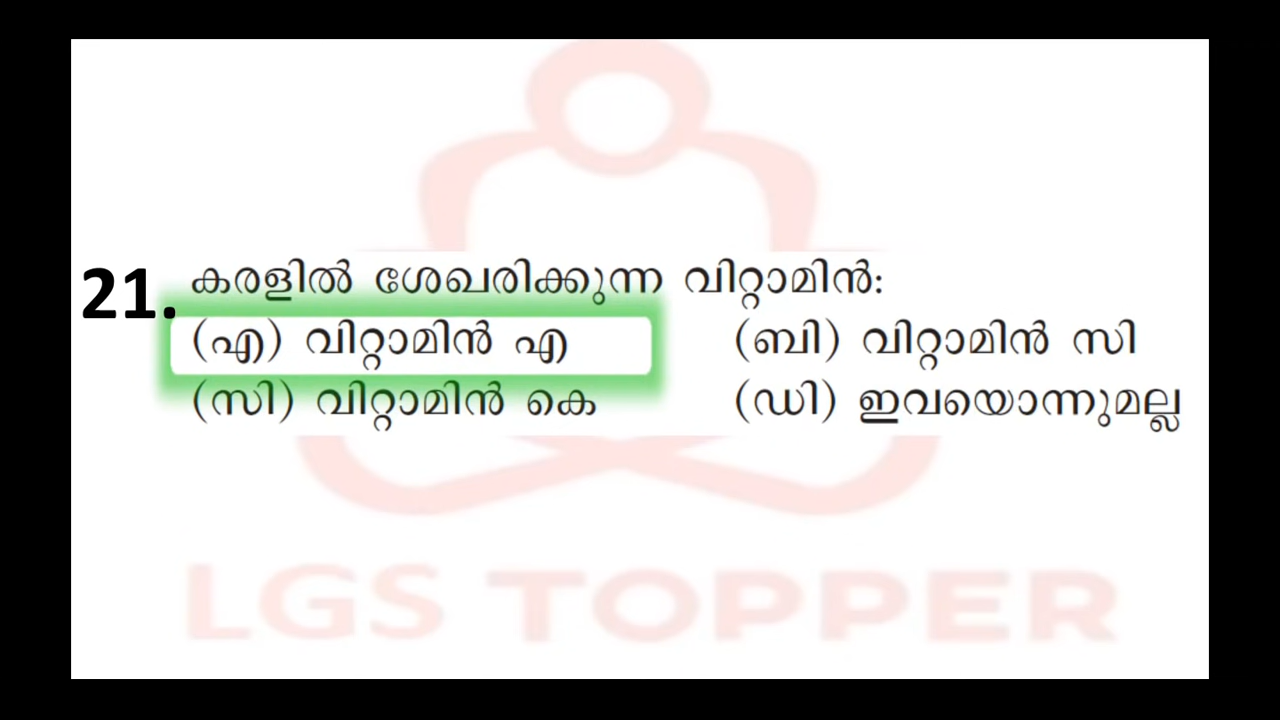 21. കരളിൽ ശേഖരിക്കുന്ന വിറ്റാമിൻ:
(എ) വിറ്റാമിൻ എ (ബി) വിറ്റാമിൻ സി
(സി) വിറ്റാമിൻ കെ (ഡി) ഇവയൊന്നുമല്ല
LGS TOPPER